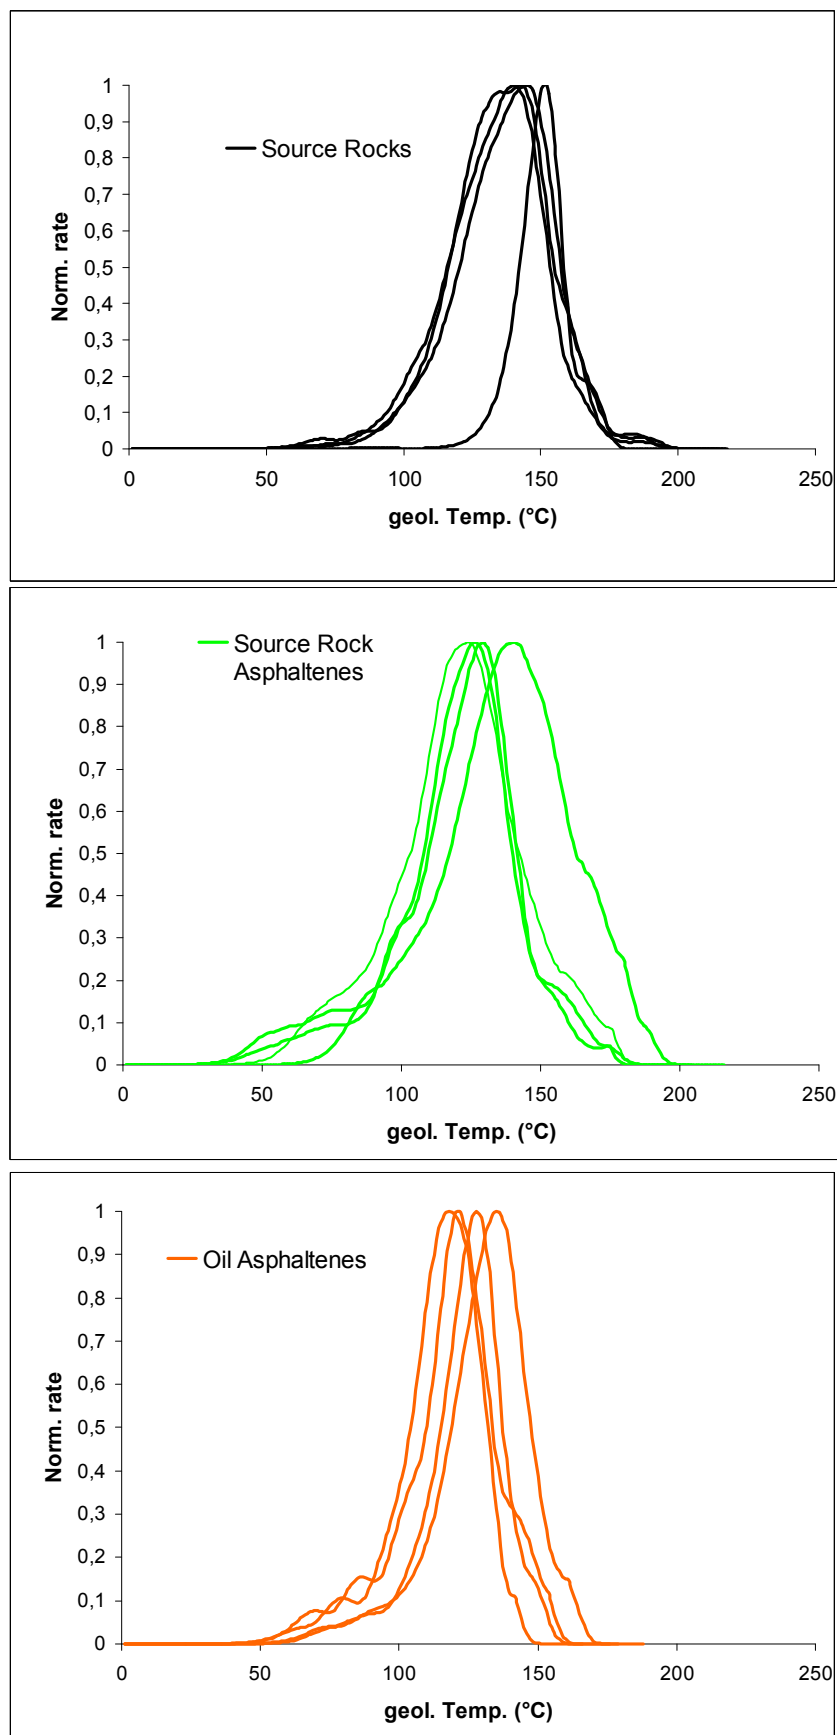 1
0,9
0,8
0,7
0,6
0,5
0,4
0,3
0,2
0,1
0
Norm. rate
Source Rocks
0 50 100 150 200 250
geol. Temp. (°C)
1
0,9
0,8
0,7
0,6
0,5
0,4
0,3
0,2
0,1
0
Norm. rate
Source Rock
Asphaltenes
0 50 100 150 200 250
geol. Temp. (°C)
1
0,9
0,8
0,7
0,6
0,5
0,4
0,3
0,2
0,1
0
Norm. rate
Oil Asphaltenes
0 50 100 150 200 250
geol. Temp. (°C)